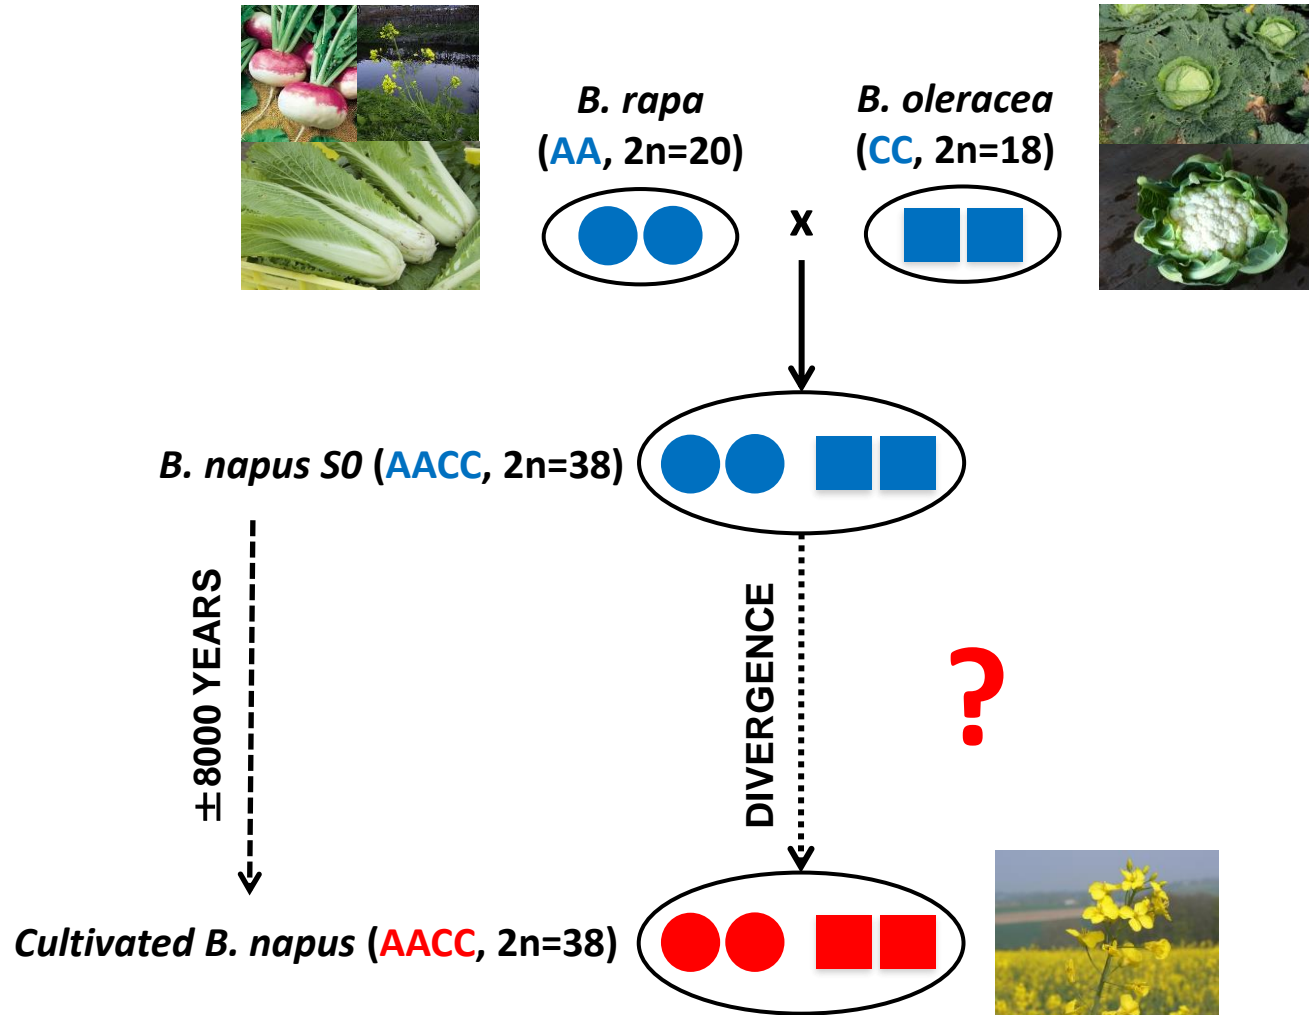 B. rapa
(AA, 2n=20)
B. oleracea
(CC, 2n=18)
x
B. napus S0 (AACC, 2n=38)
±8000 YEARS
DIVERGENCE
?
Cultivated B. napus (AACC, 2n=38)